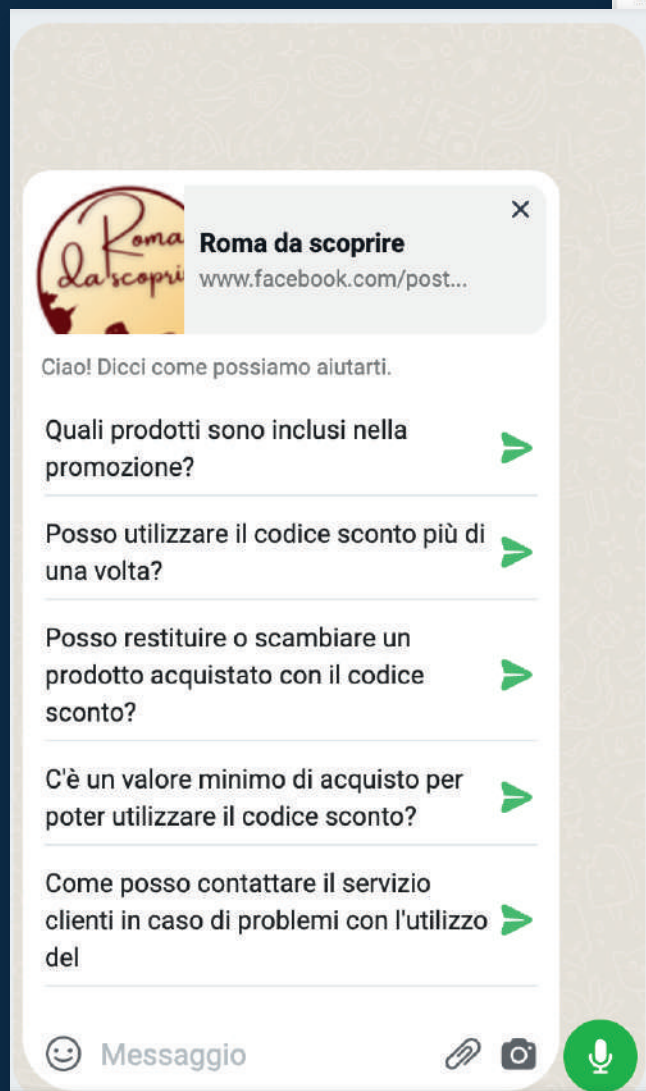 Roma
da scopri
Roma da scoprire
www.facebook.com/post...
Ciao! Dicci come possiamo aiutarti.
Quali prodotti sono inclusi nella
promozione?
Posso utilizzare il codice sconto più di
una volta?
Posso restituire o scambiare un
prodotto acquistato con il codice
sconto?
C'è un valore minimo di acquisto per
poter utilizzare il codice sconto?
Come posso contattare il servizio
clienti in caso di problemi con l'utilizzo
del
Messaggio